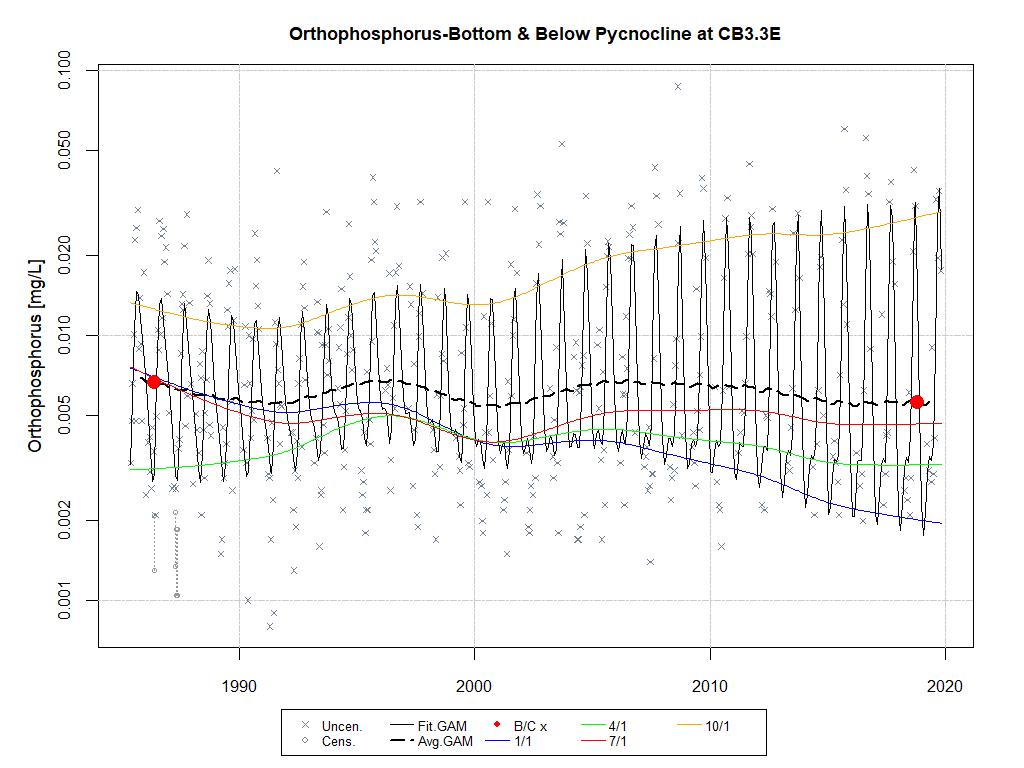 Orthophosphorus-Bottom & Below Pycnocline at CB3.3E
Orthophosphorus [mg/L]
0.100
0.050
0.020
0.010
0.005
0.002
0.001
1990 2000 2010 2020
Uncen. Fit.GAM B/C x 4/1 10/1
Cens. Avg.GAM 1/1 7/1